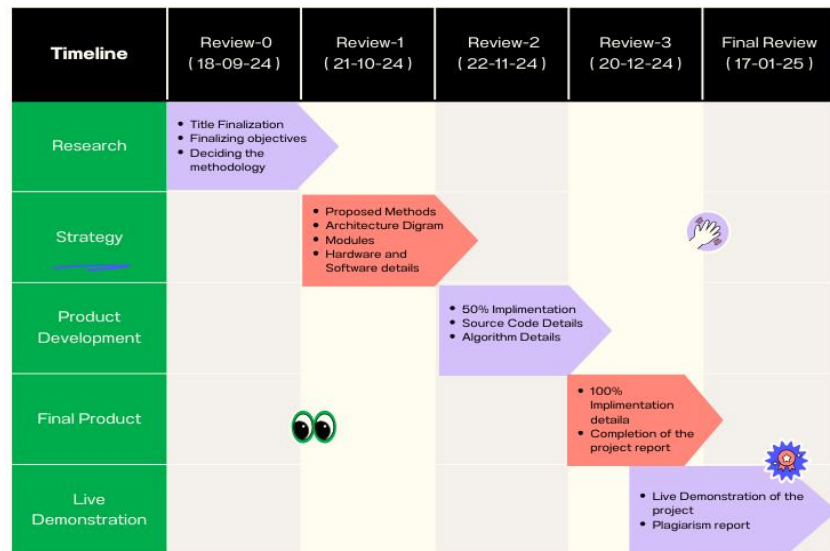 Timeline
Review-0
( 18-09-24 )
Review-1
( 21-10-24 )
Review-2
( 22-11-24 )
Review-3
( 20-12-24 )
Final Review
( 17-01-25 )
Research
• Title Finalization
• Finalizing objectives
• Deciding the
methodology
Strategy
• Proposed Methods
• Architecture Digram
• Modules
• Hardware and
Software details
Product
Development
• 50% Implimentation
• Source Code Details
• Algorithm Details
Final Product
• 100%
Implimentation
detaila
• Completion of the
project report
Live
Demonstration
• Live Demonstration of the
project
• Plagiarism report